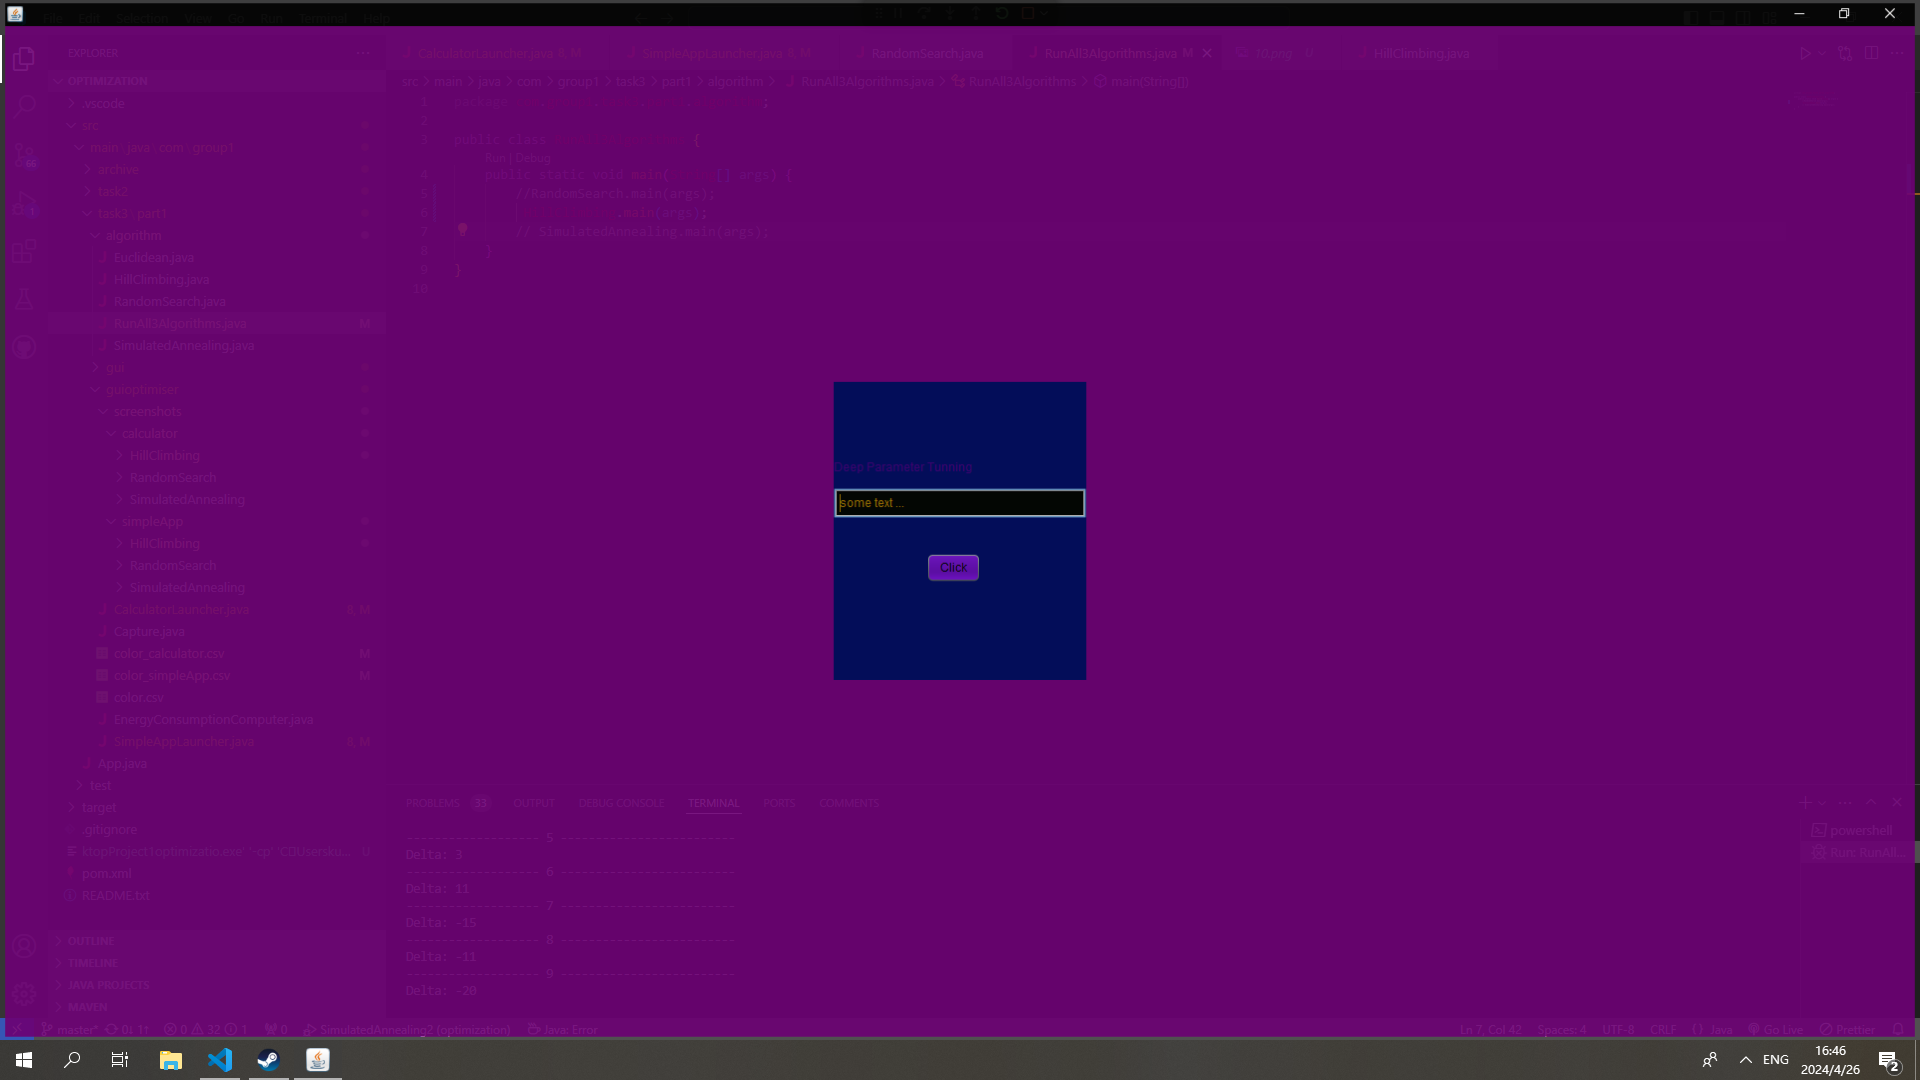 File Edit Selection View Go Run Terminal Help
EXPLORER
CalculatorLauncher.java 8, M
SimpleAppLauncher.java 8, M
RandomSearch.java
RunAll3Algorithms.java M
10.png
HillClimbing.java
OPTIMIZATION
src > main > java > com > group1 > task3 > part1 > algorithm > RunAll3Algorithms.java > RunAll3Algorithms > main(String[])
.vscode
src
main \ java \ com \ group1
archive
task2
task3 \ part1
algorithm
Euclidean.java
HillClimbing.java
RandomSearch.java
RunAll3Algorithms.java M
SimulatedAnnealing.java
gui
guioptimiser
screenshots
calculator
HillClimbing
RandomSearch
SimulatedAnnealing
simpleApp
HillClimbing
RandomSearch
SimulatedAnnealing
CalculatorLauncher.java 8, M
Capture.java
color_calculator.csv M
color_simpleApp.csv M
color.csv
EnergyConsumptionComputer.java
SimpleAppLauncher.java 8, M
App.java
test
target
.gitignore
ktopProject1optimizatio.exe' '-cp' 'C…Usersku... U
pom.xml
README.txt
OUTLINE
TIMELINE
JAVA PROJECTS
MAVEN
1 package
2
3 public class {
Run | Debug
4 public static void main( [] args) {
5 //RandomSearch.main(args);
6 .main(args);
7 // SimulatedAnnealing.main(args);
8 }
9 }
10
Deep Parameter Tunning
some text ...
Click
PROBLEMS 33 OUTPUT DEBUG CONSOLE TERMINAL PORTS COMMENTS
------------------ 5 ------------------------
Delta: 3
------------------ 6 ------------------------
Delta: 11
------------------ 7 ------------------------
Delta: -15
------------------ 8 ------------------------
Delta: -11
------------------ 9 ------------------------
Delta: -20
powershell
Run: RunAll...
master* 0↓ 1↑ 0 32 1 0 SimulatedAnnealing2 (optimization) Java: Error
Ln 7, Col 42 Spaces: 4 UTF-8 CRLF {} Java Go Live Prettier
ENG
16:46
2024/4/26
2